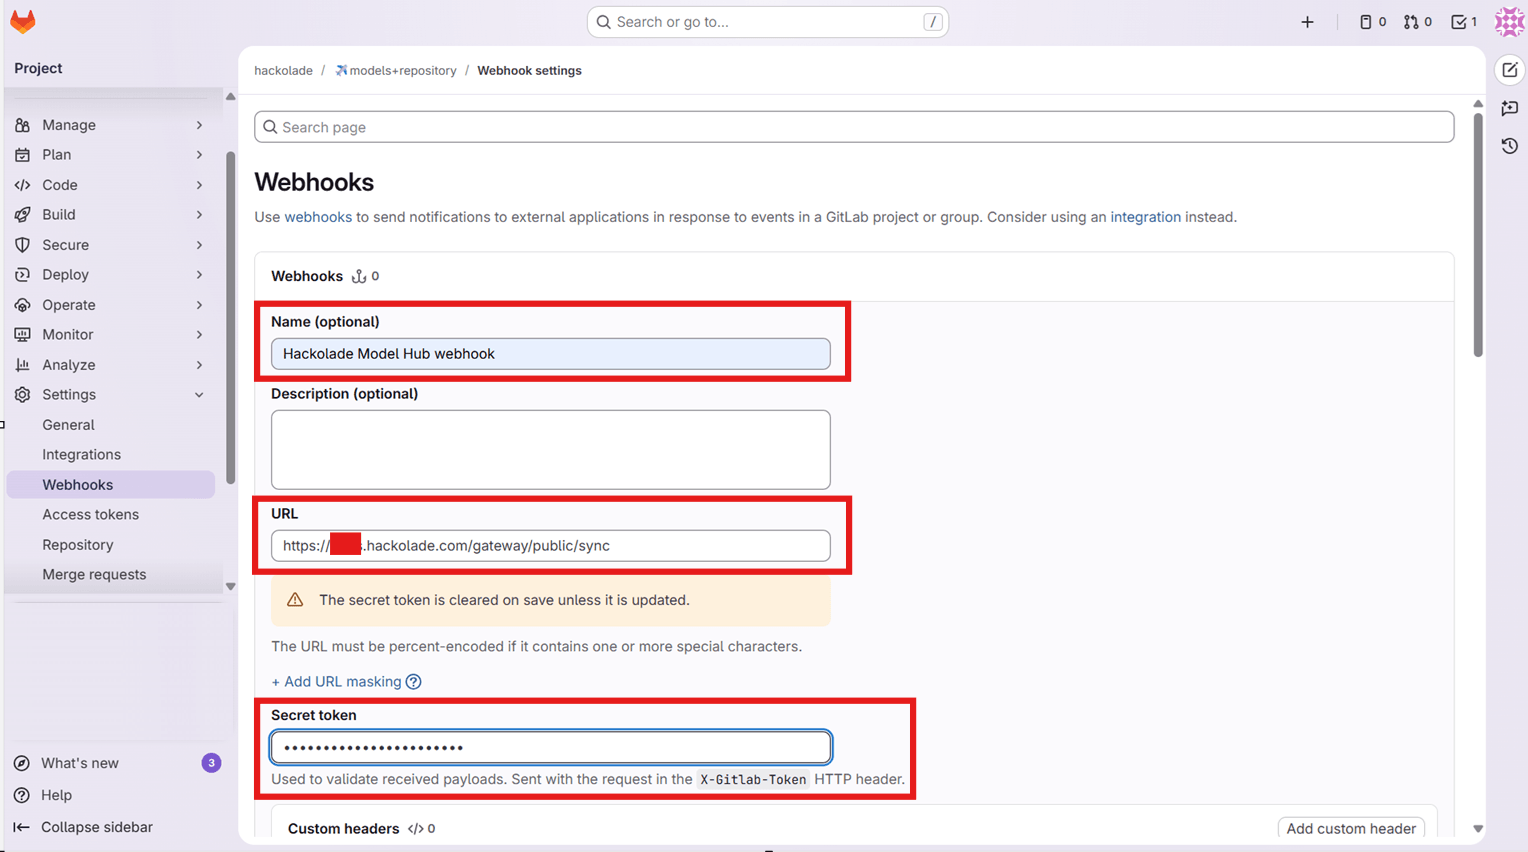 Search or go to...
/
0
0
1
Project
Manage
Plan
Code
Build
Secure
Deploy
Operate
Monitor
Analyze
Settings
General
Integrations
Webhooks
Access tokens
Repository
Merge requests
What's new
3
Help
Collapse sidebar
hackolade / models+repository / Webhook settings
Search page
Webhooks
Use webhooks to send notifications to external applications in response to events in a GitLab project or group. Consider using an integration instead.
Webhooks 0
Name (optional)
Hackolade Model Hub webhook
Description (optional)
URL
https:// .hackolade.com/gateway/public/sync
The secret token is cleared on save unless it is updated.
The URL must be percent-encoded if it contains one or more special characters.
+ Add URL masking
Secret token
••••••••••••••••••••••••
Used to validate received payloads. Sent with the request in the X-Gitlab-Token HTTP header.
Custom headers </> 0
Add custom header